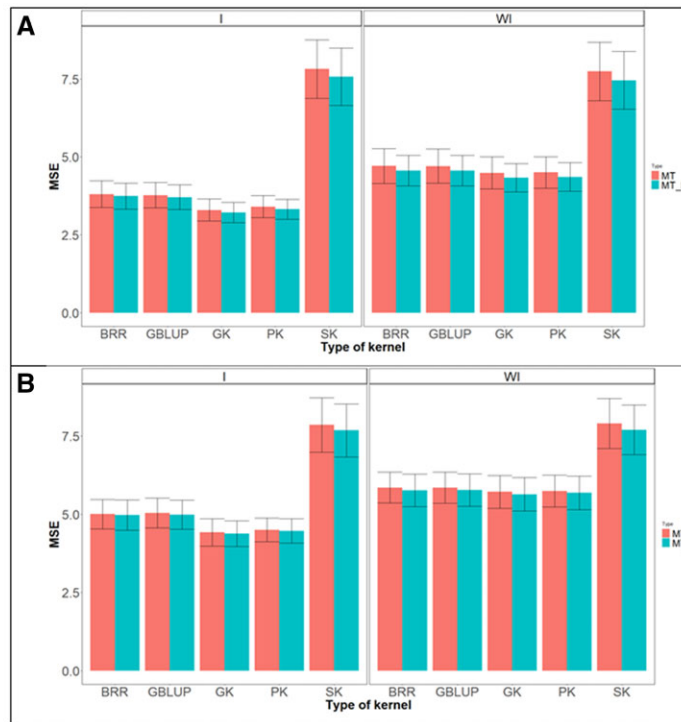 A
I
WI
MSE
7.5
5.0
2.5
0.0
BRR GBLUP GK PK SK
BRR GBLUP GK PK SK
Type of kernel
Type
MT
MT_
B
I
WI
MSE
7.5
5.0
2.5
0.0
BRR GBLUP GK PK SK
BRR GBLUP GK PK SK
Type of kernel
Type
M
M